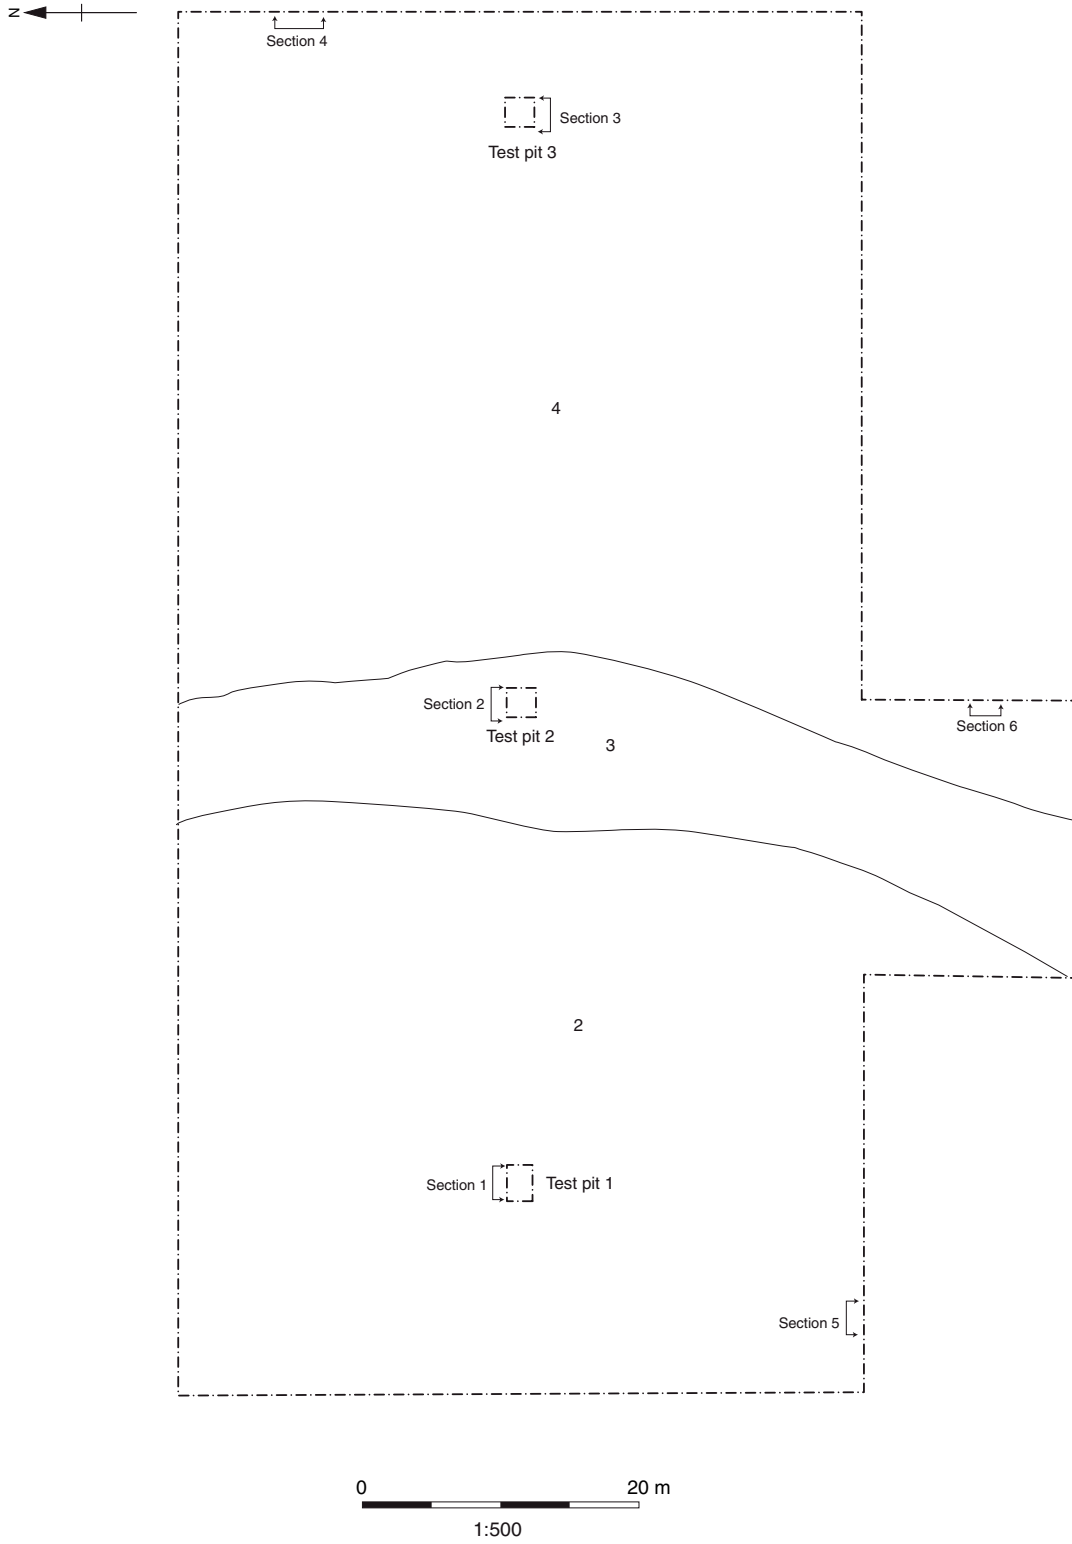 N
Section 4
Section 3
Test pit 3
4
Section 2
Test pit 2
3
Section 6
2
Section 1
Test pit 1
Section 5
0 20 m
1:500